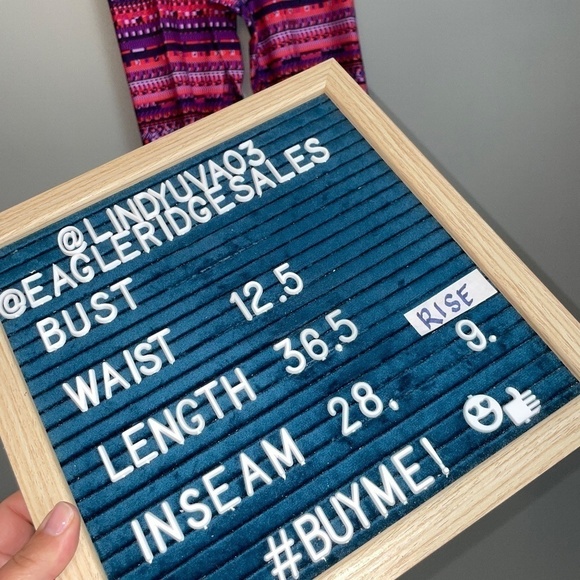 @LINDYUVA03
@EAGLERIDGESALES
BUST
WAIST 12.5
LENGTH 36.5 RISE
INSEAM 28. 9.
#BUYME!